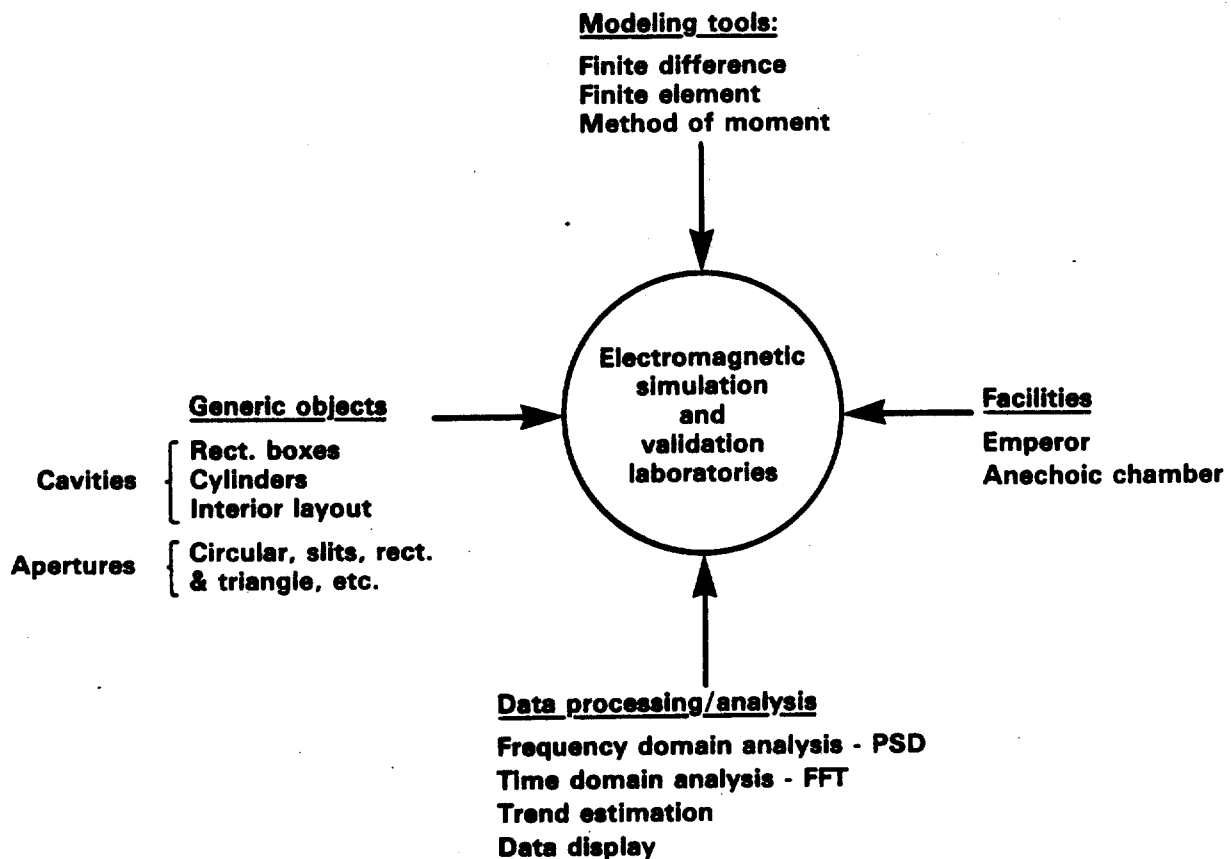 Modeling tools:
Finite difference
Finite element
Method of moment
Electromagnetic
simulation
and
validation
laboratories
Generic objects
Cavities
Rect. boxes
Cylinders
Interior layout
Apertures
Circular, slits, rect.
& triangle, etc.
Facilities
Emperor
Anechoic chamber
Data processing/analysis
Frequency domain analysis - PSD
Time domain analysis - FFT
Trend estimation
Data display